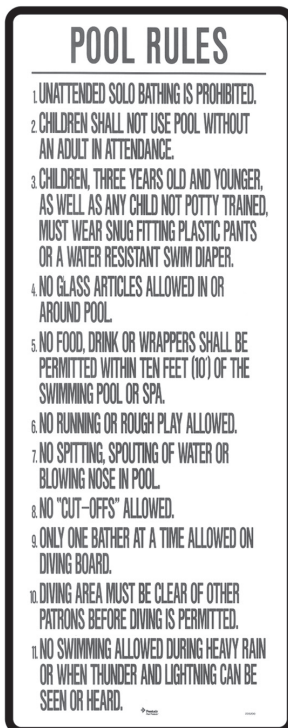 POOL RULES
1. UNATTENDED SOLO BATHING IS PROHIBITED.
2. CHILDREN SHALL NOT USE POOL WITHOUT
AN ADULT IN ATTENDANCE.
3. CHILDREN, THREE YEARS OLD AND YOUNGER,
AS WELL AS ANY CHILD NOT POTTY TRAINED,
MUST WEAR SNUG FITTING PLASTIC PANTS
OR A WATER RESISTANT SWIM DIAPER.
4. NO GLASS ARTICLES ALLOWED IN OR
AROUND POOL.
5. NO FOOD, DRINK OR WRAPPERS SHALL BE
PERMITTED WITHIN TEN FEET (10') OF THE
SWIMMING POOL OR SPA.
6. NO RUNNING OR ROUGH PLAY ALLOWED.
7. NO SPITTING, SPOUTING OF WATER OR
BLOWING NOSE IN POOL.
8. NO "CUT-OFFS" ALLOWED.
9. ONLY ONE BATHER AT A TIME ALLOWED ON
DIVING BOARD.
10. DIVING AREA MUST BE CLEAR OF OTHER
PATRONS BEFORE DIVING IS PERMITTED.
11. NO SWIMMING ALLOWED DURING HEAVY RAIN
OR WHEN THUNDER AND LIGHTNING CAN BE
SEEN OR HEARD.